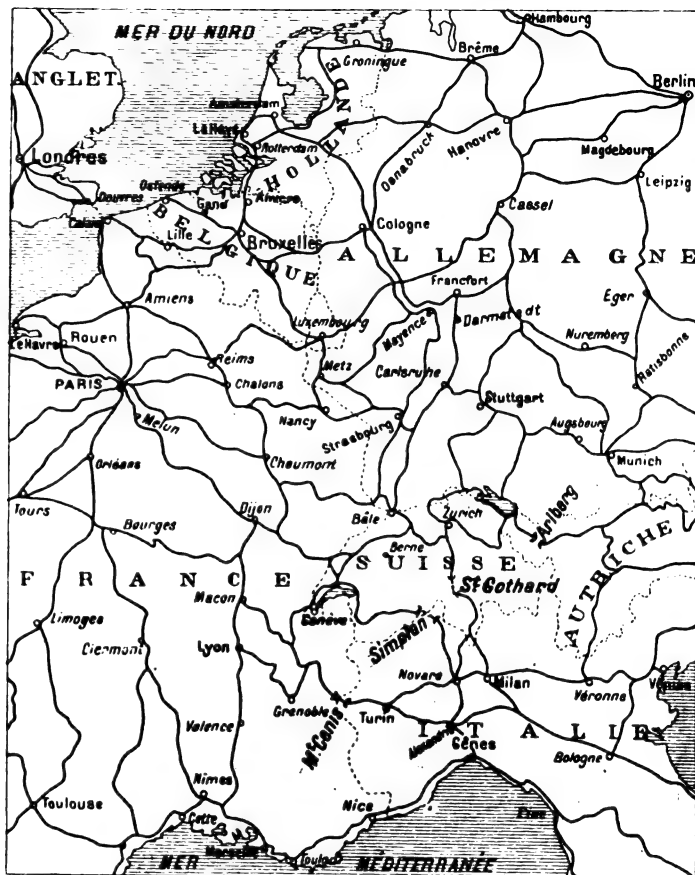 MER DU NORD
Hambourg
Groningue
Brême
ANGLET.
Berlin
Amsterdam
La Haye
HOLLANDE
Rotterdam
Osnabruck
Hanovre
Magdebourg
Londres
Leipzig
Douvres
Ostende
Gand
Anvers
Cassel
Calais
Lille
BELGIQUE
Bruxelles
Cologne
ALLEMAGNE
Francfort
Amiens
Eger
Luxembourg
Mayence
Darmstadt
Le Havre
Rouen
Nuremberg
Reims
Metz
Carlsruhe
Ratisbonne
PARIS
Chalons
Nancy
Stuttgart
Melun
Strasbourg
Augsbourg
Orléans
Chaumont
Munich
Tours
Dijon
Bâle
Zurich
Arlberg
Bourges
Berne
FRANCE
SUISSE
AUTRICHE
St Gothard
Macon
Limoges
Genève
Simplon
Clermont
Lyon
Novare
Milan
Vérone
Venise
Grenoble
Mt Cenis
Turin
ITALIE
Valence
Alexandrie
Gênes
Bologne
Nîmes
Toulouse
Nice
Cette
Marseille
Toulon
MER MÉDITERRANÉE